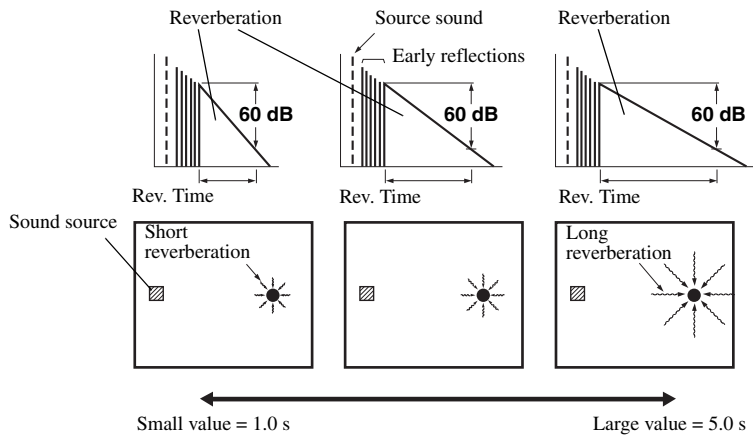 Reverberation
Source sound
Reverberation
Early reflections
60 dB
60 dB
60 dB
Rev. Time
Rev. Time
Rev. Time
Sound source
Short
reverberation
Long
reverberation
Small value = 1.0 s
Large value = 5.0 s